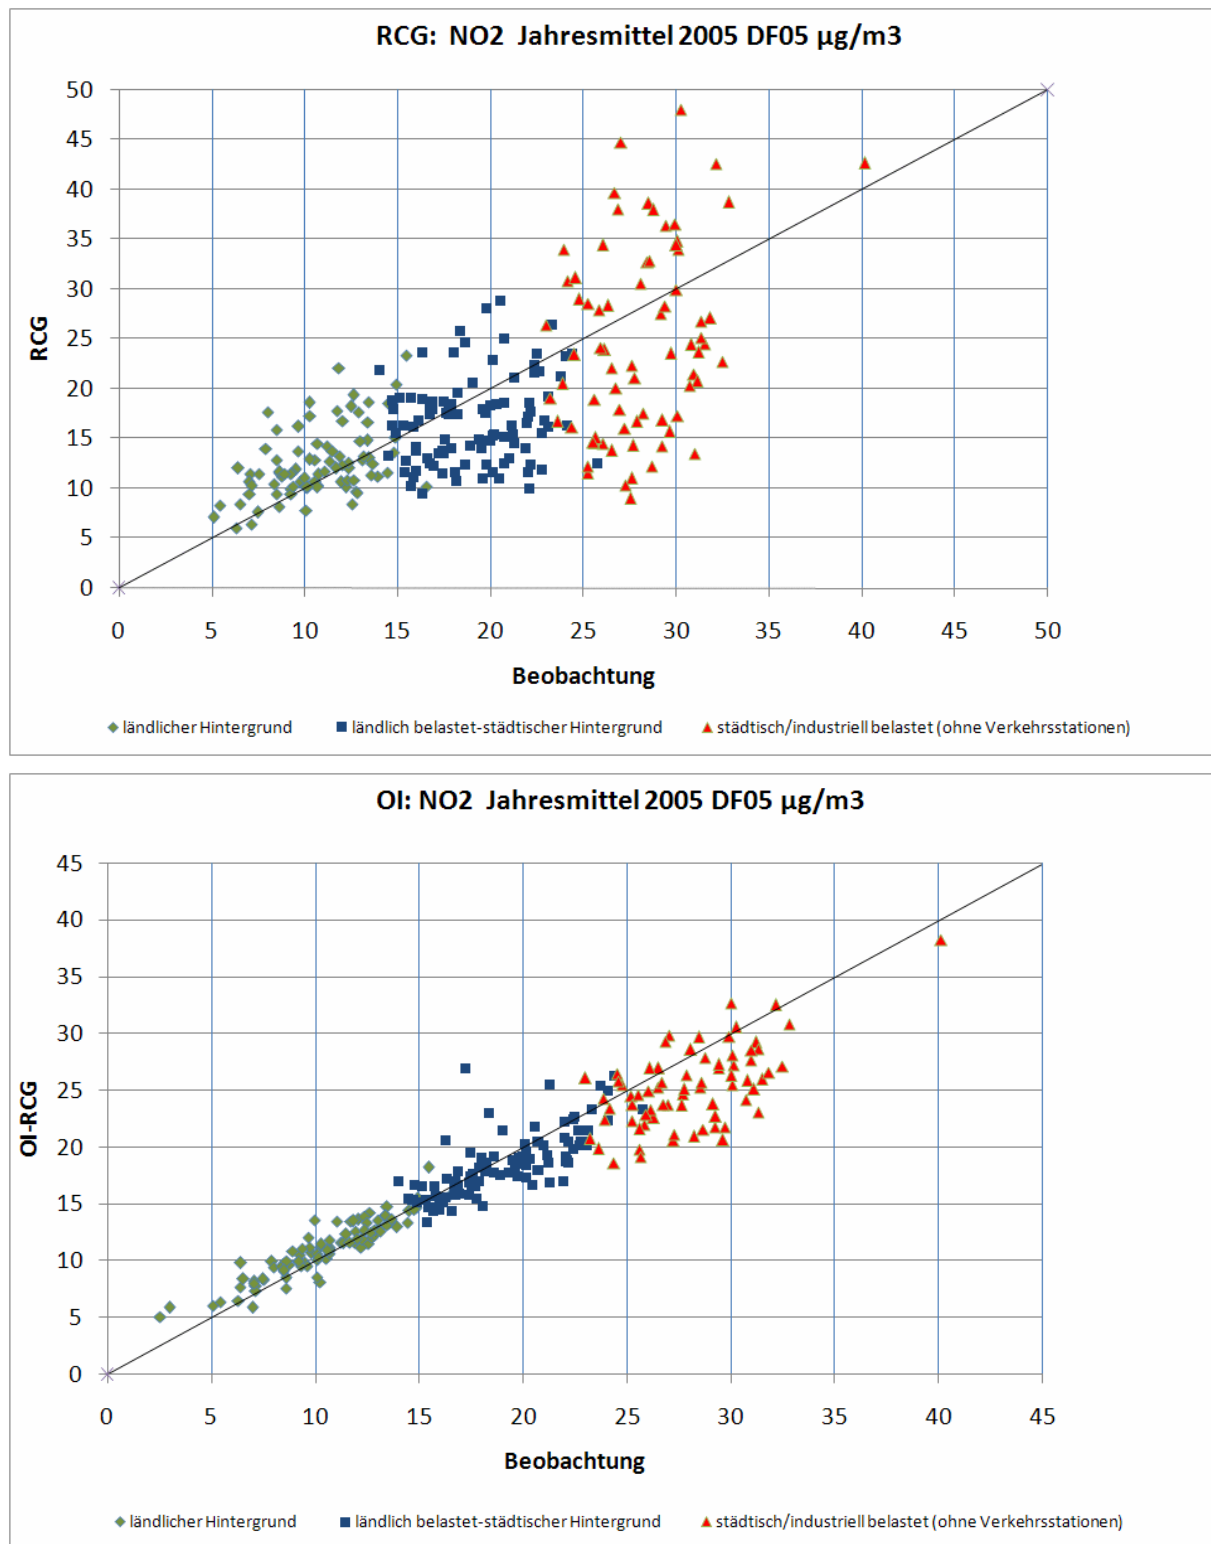 RCG: NO2 Jahresmittel 2005 DF05 µg/m3
50
45
40
35
30
25
20
15
10
5
0
RCG
0 5 10 15 20 25 30 35 40 45 50
Beobachtung
ländlicher Hintergrund ländlich belastet-städtischer Hintergrund städtisch/industriell belastet (ohne Verkehrsstationen)
OI: NO2 Jahresmittel 2005 DF05 µg/m3
45
40
35
30
25
20
15
10
5
0
OI-RCG
0 5 10 15 20 25 30 35 40 45
Beobachtung
ländlicher Hintergrund ländlich belastet-städtischer Hintergrund städtisch/industriell belastet (ohne Verkehrsstationen)